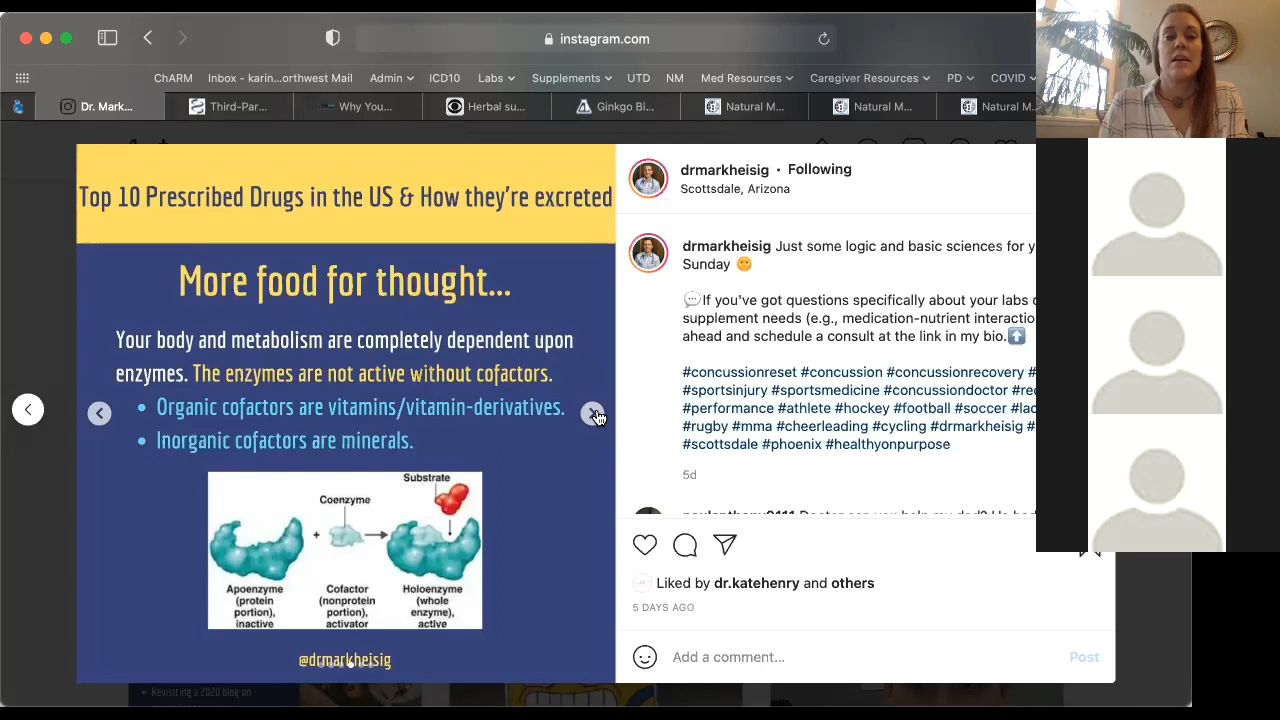 instagram.com
ChARM Inbox - karin...orthwest Mail Admin ICD10 Labs Supplements UTD NM Med Resources Caregiver Resources PD COVID
Dr. Mark... Third-Par... Why You... Herbal su... Ginkgo Bi... Natural M... Natural M... Natural M
Top 10 Prescribed Drugs in the US & How they're excreted
More food for thought...
Your body and metabolism are completely dependent upon
enzymes. The enzymes are not active without cofactors.
• Organic cofactors are vitamins/vitamin-derivatives.
• Inorganic cofactors are minerals.
Substrate
Coenzyme
+
Apoenzyme
(protein
portion),
inactive
Cofactor
(nonprotein
portion),
activator
Holoenzyme
(whole
enzyme),
active
@drmarkheisig
drmarkheisig • Following
Scottsdale, Arizona
drmarkheisig Just some logic and basic sciences for y
Sunday
If you've got questions specifically about your labs
supplement needs (e.g., medication-nutrient interactio
ahead and schedule a consult at the link in my bio.
#concussionreset #concussion #concussionrecovery #
#sportsinjury #sportsmedicine #concussiondoctor #re
#performance #athlete #hockey #football #soccer #lac
#rugby #mma #cheerleading #cycling #drmarkheisig #
#scottsdale #phoenix #healthyonpurpose
5d
Liked by dr.katehenry and others
5 DAYS AGO
Add a comment... Post
Revisiting a 2020 blog on